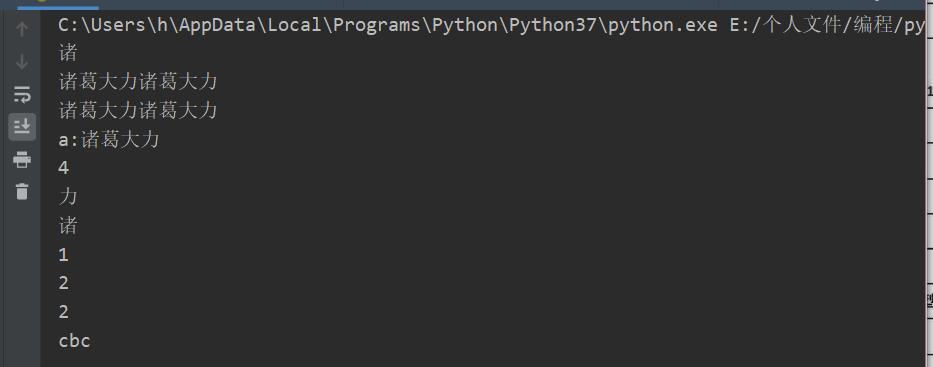 C:\Users\h\AppData\Local\Programs\Python\Python37\python.exe E:/个人文件/编程/py
诸
诸葛大力诸葛大力
诸葛大力诸葛大力
a:诸葛大力
4
力
诸
1
2
2
cbc